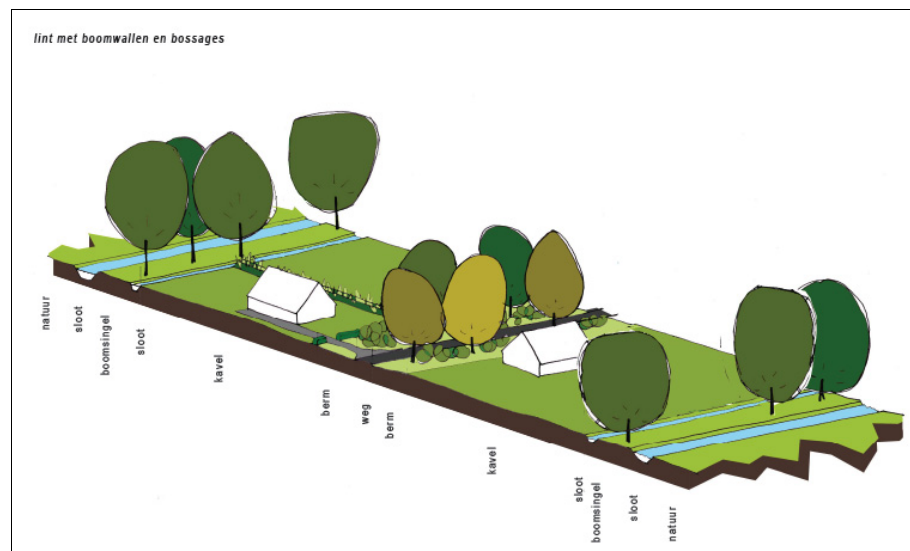 lint met boomwallen en bossages
natuur
sloot
boomsingel
sloot
kavel
berm
weg
berm
kavel
sloot
boomsingel
sloot
natuur